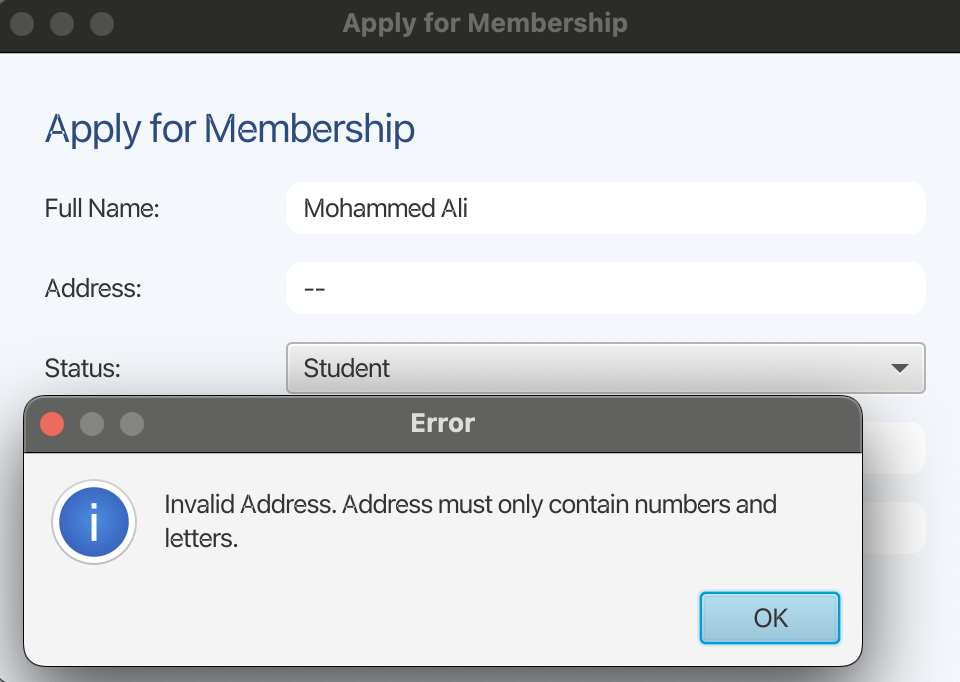 Apply for Membership
Apply for Membership
Full Name: Mohammed Ali
Address: --
Status: Student
Error
Invalid Address. Address must only contain numbers and
letters.
OK